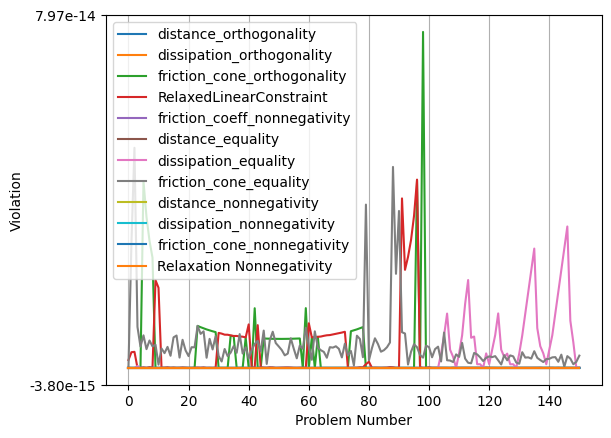 7.97e-14
distance_orthogonality
dissipation_orthogonality
friction_cone_orthogonality
RelaxedLinearConstraint
friction_coeff_nonnegativity
distance_equality
dissipation_equality
friction_cone_equality
distance_nonnegativity
dissipation_nonnegativity
friction_cone_nonnegativity
Relaxation Nonnegativity
Violation
-3.80e-15
0 20 40 60 80 100 120 140
Problem Number